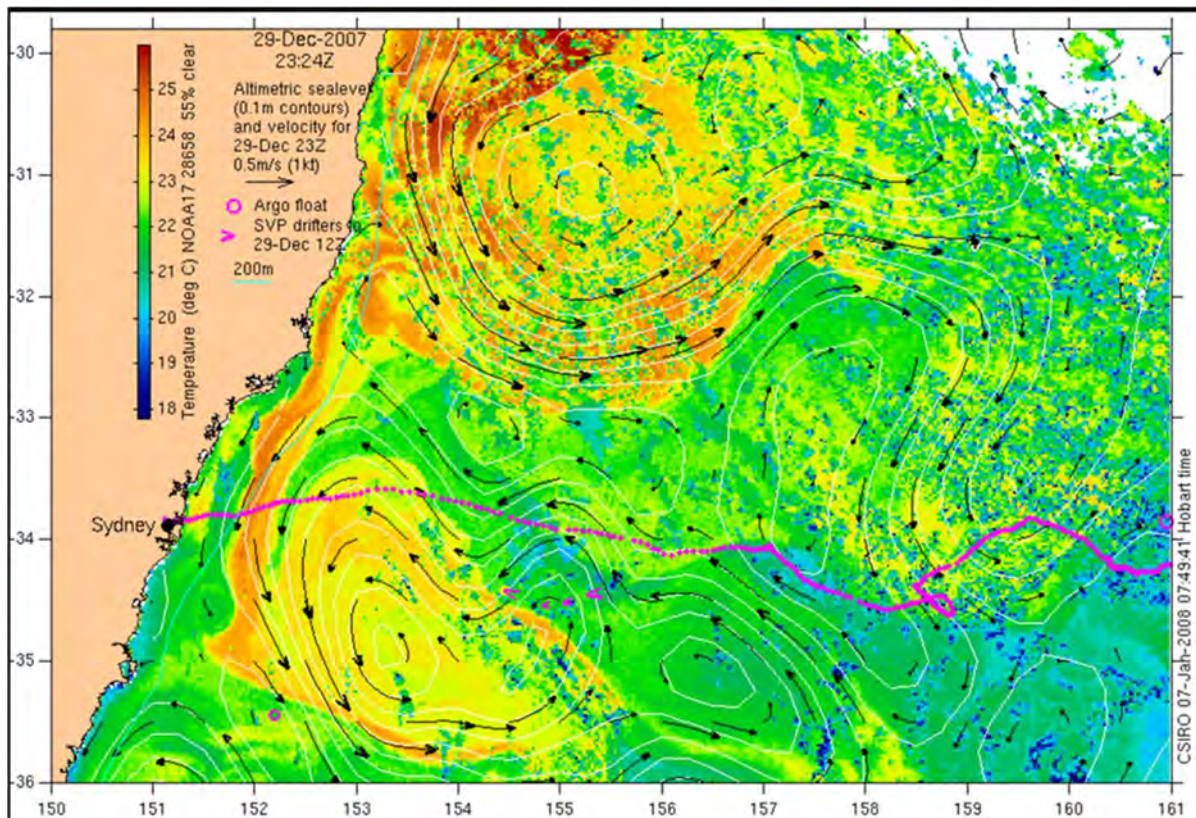 29-Dec-2007
23:24Z
Altimetric sealeve
(0.1m contours)
and velocity for
29-Dec 23Z
0.5m/s (1kt)
Argo float
SVP drifters to
29-Dec 12Z
200m
25
24
23
22
21
20
19
18
Temperature (deg C) NOAA17 28658 55% clear
-30
-31
-32
-33
-34
-35
-36
Sydney
150
151
152
153
154
155
156
157
158
159
160
161
CSIRO 07-Jan-2008 07:49:41 Hobart time